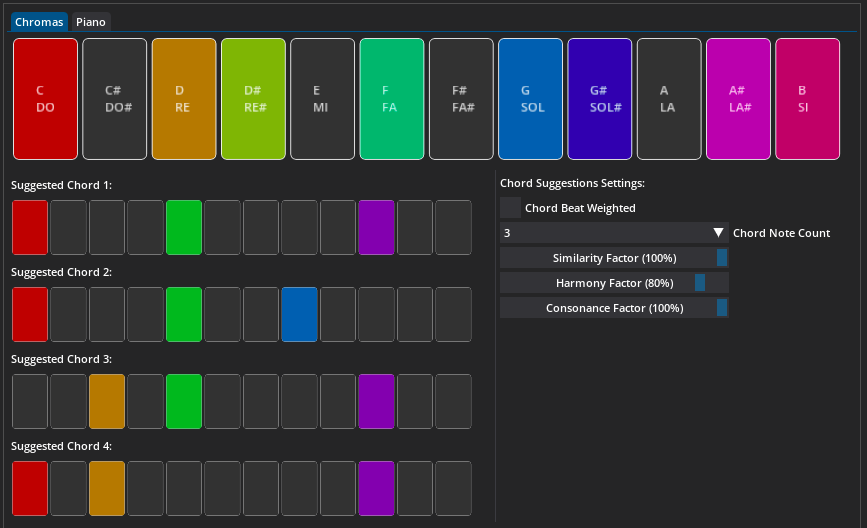 Chromas Piano
C C# D D# E F F# G G# A A# B
DO DO# RE RE# MI FA FA# SOL SOL# LA LA# SI
Suggested Chord 1:
Suggested Chord 2:
Suggested Chord 3:
Suggested Chord 4:
Chord Suggestions Settings:
Chord Beat Weighted
3 Chord Note Count
Similarity Factor (100%)
Harmony Factor (80%)
Consonance Factor (100%)